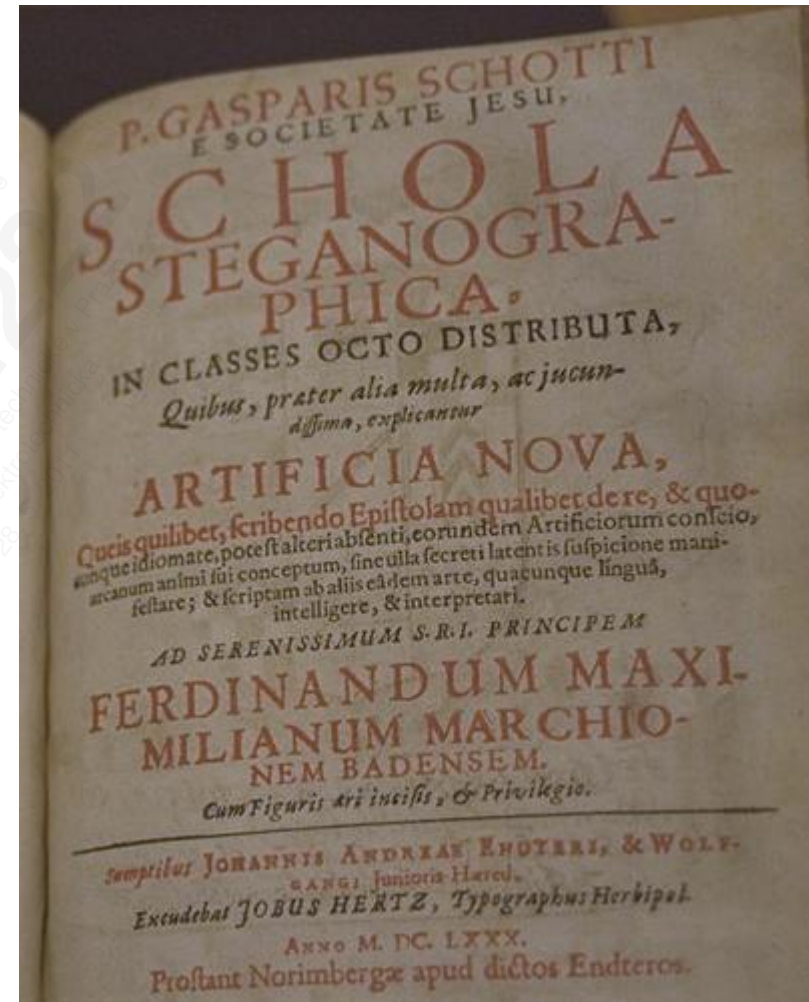 P. GASPARIS SCHOTTI
E SOCIETATE JESU,
SCHOLA
STEGANOGRA-
PHICA.
IN CLASSES OCTO DISTRIBUTA,
Quibus, præter alia multa, ac jucun-
diſſima, explicantur
ARTIFICIA NOVA,
Queis quilibet, ſcribendo Epiſtolam qualibet de re, & quo-
cunque idiomate, poteſt alteri abſenti, eorundem Artificiorum conſcio,
arcanum animi ſui conceptum, ſine ulla ſecreti latentis ſuſpicione mani-
feſtare; & ſcriptam ab aliis eâdem arte, quacunque linguâ,
intelligere, & interpretari.
AD SERENISSIMUM S.R.I. PRINCIPEM
FERDINANDUM MAXI-
MILIANUM MARCHIO-
NEM BADENSEM.
Cum Figuris æri inciſis, & Privilegio.
Sumptibus JOHANNIS ANDREAE ENDTERI, & WOLF-
GANGI Junioris Hæred.
Excudebat JOBUS HERTZ, Typographus Herbipol.
ANNO M. DC. LXXX.
Proſtant Norimbergæ apud dictos Endteros.